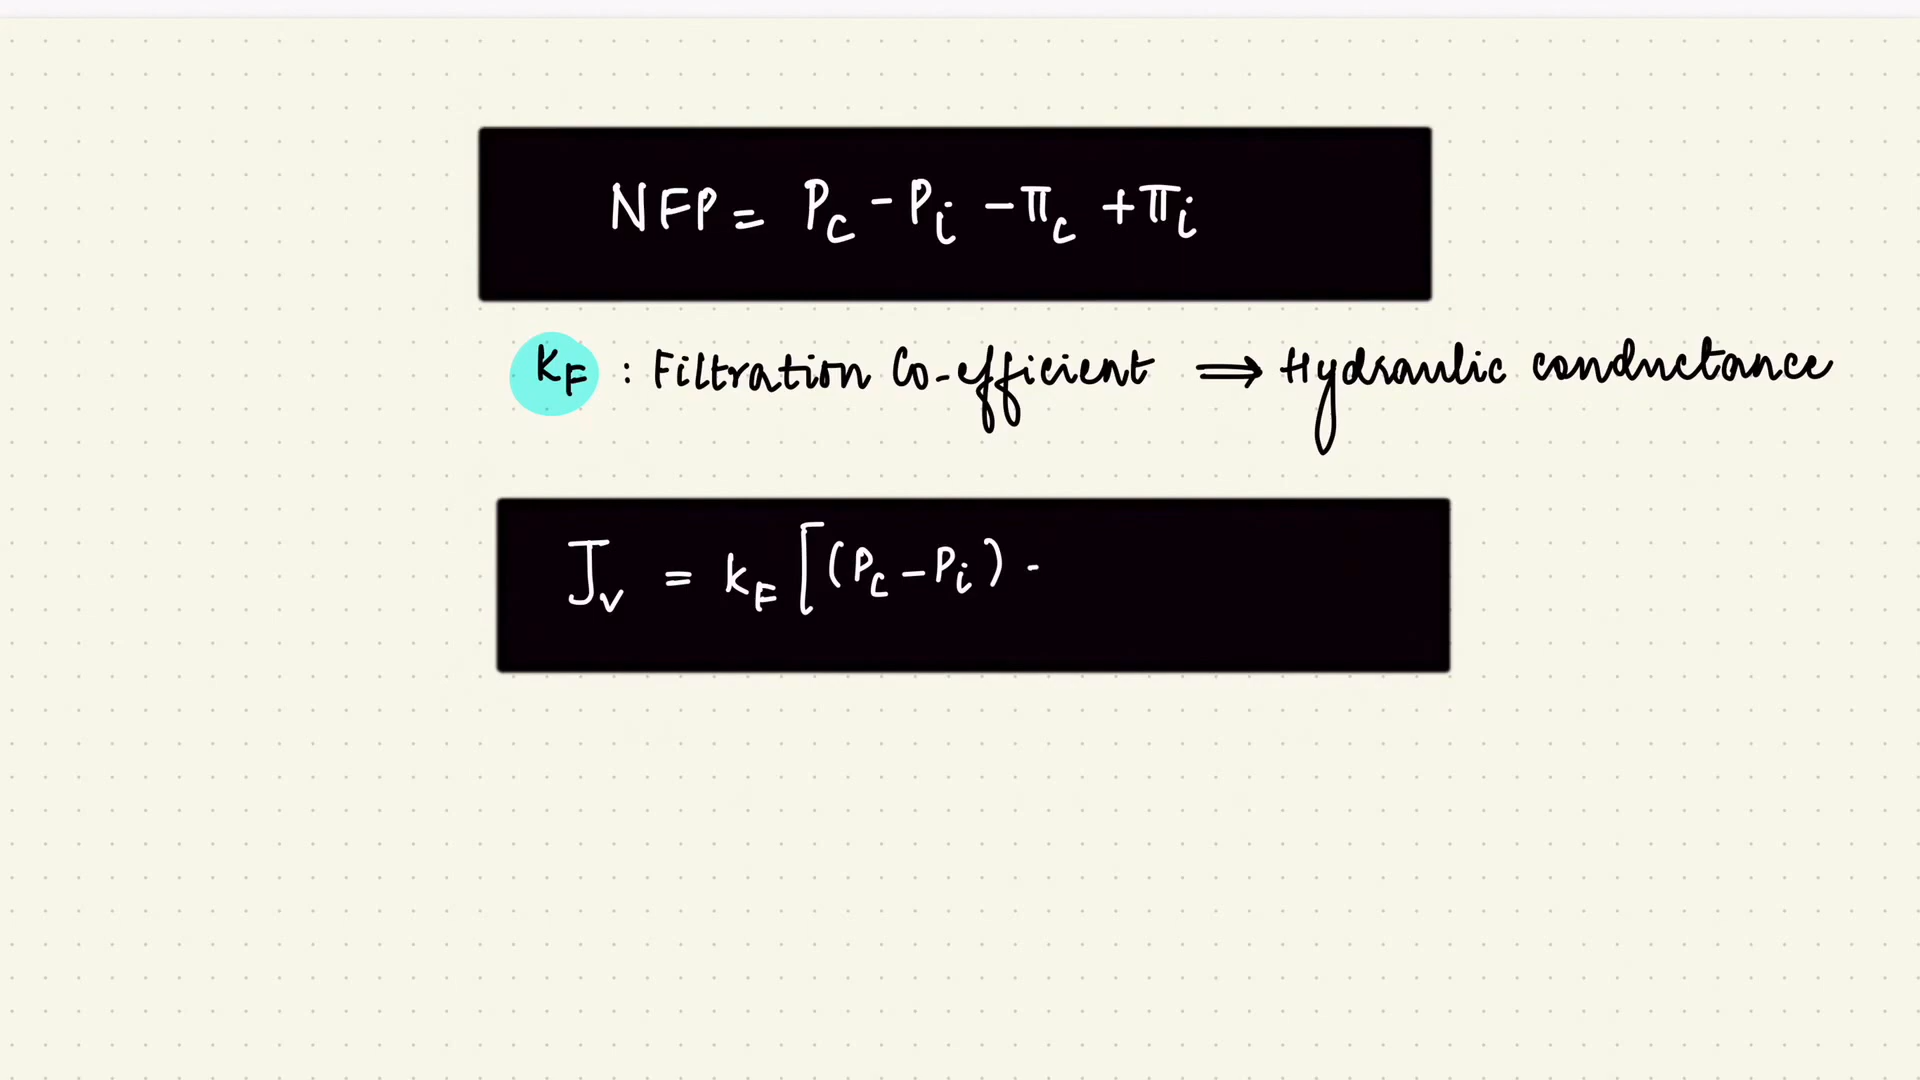 NFP = Pc - Pi - πc + πi
KF : Filtration Co-efficient ⟹ Hydraulic conductance
Jv = KF [(Pc - Pi) -